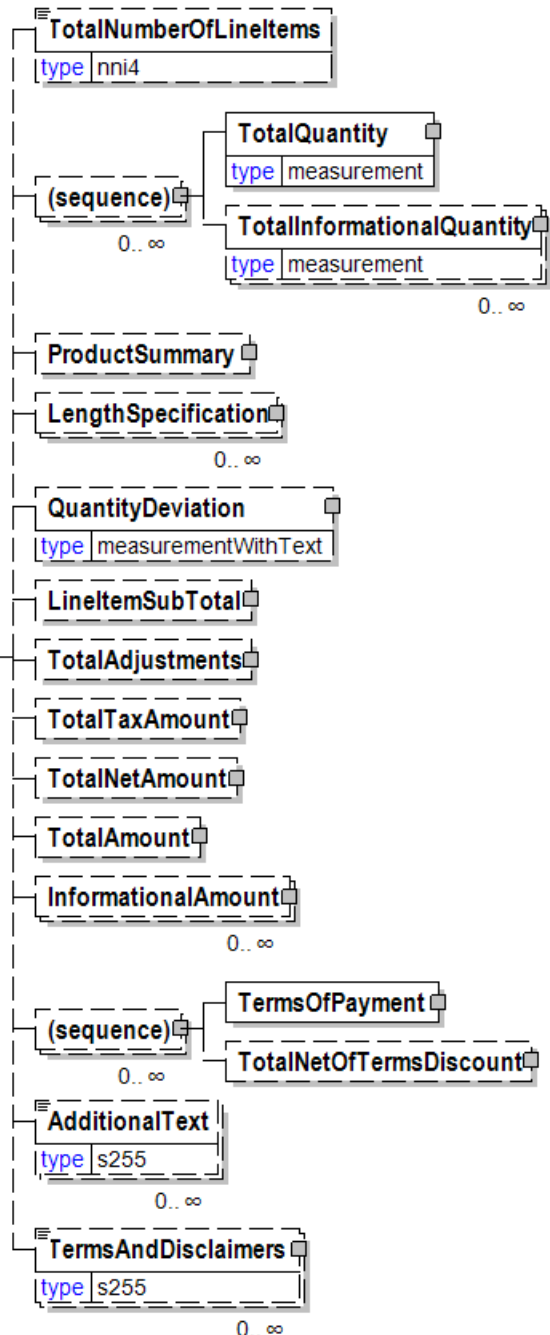 TotalNumberOfLineItems
type nni4
TotalQuantity
type measurement
(sequence)
0.. ∞
TotalInformationalQuantity
type measurement
0.. ∞
ProductSummary
LengthSpecification
0.. ∞
QuantityDeviation
type measurementWithText
LineItemSubTotal
TotalAdjustments
TotalTaxAmount
TotalNetAmount
TotalAmount
InformationalAmount
0.. ∞
TermsOfPayment
(sequence)
0.. ∞
TotalNetOfTermsDiscount
AdditionalText
type s255
0.. ∞
TermsAndDisclaimers
type s255
0.. ∞